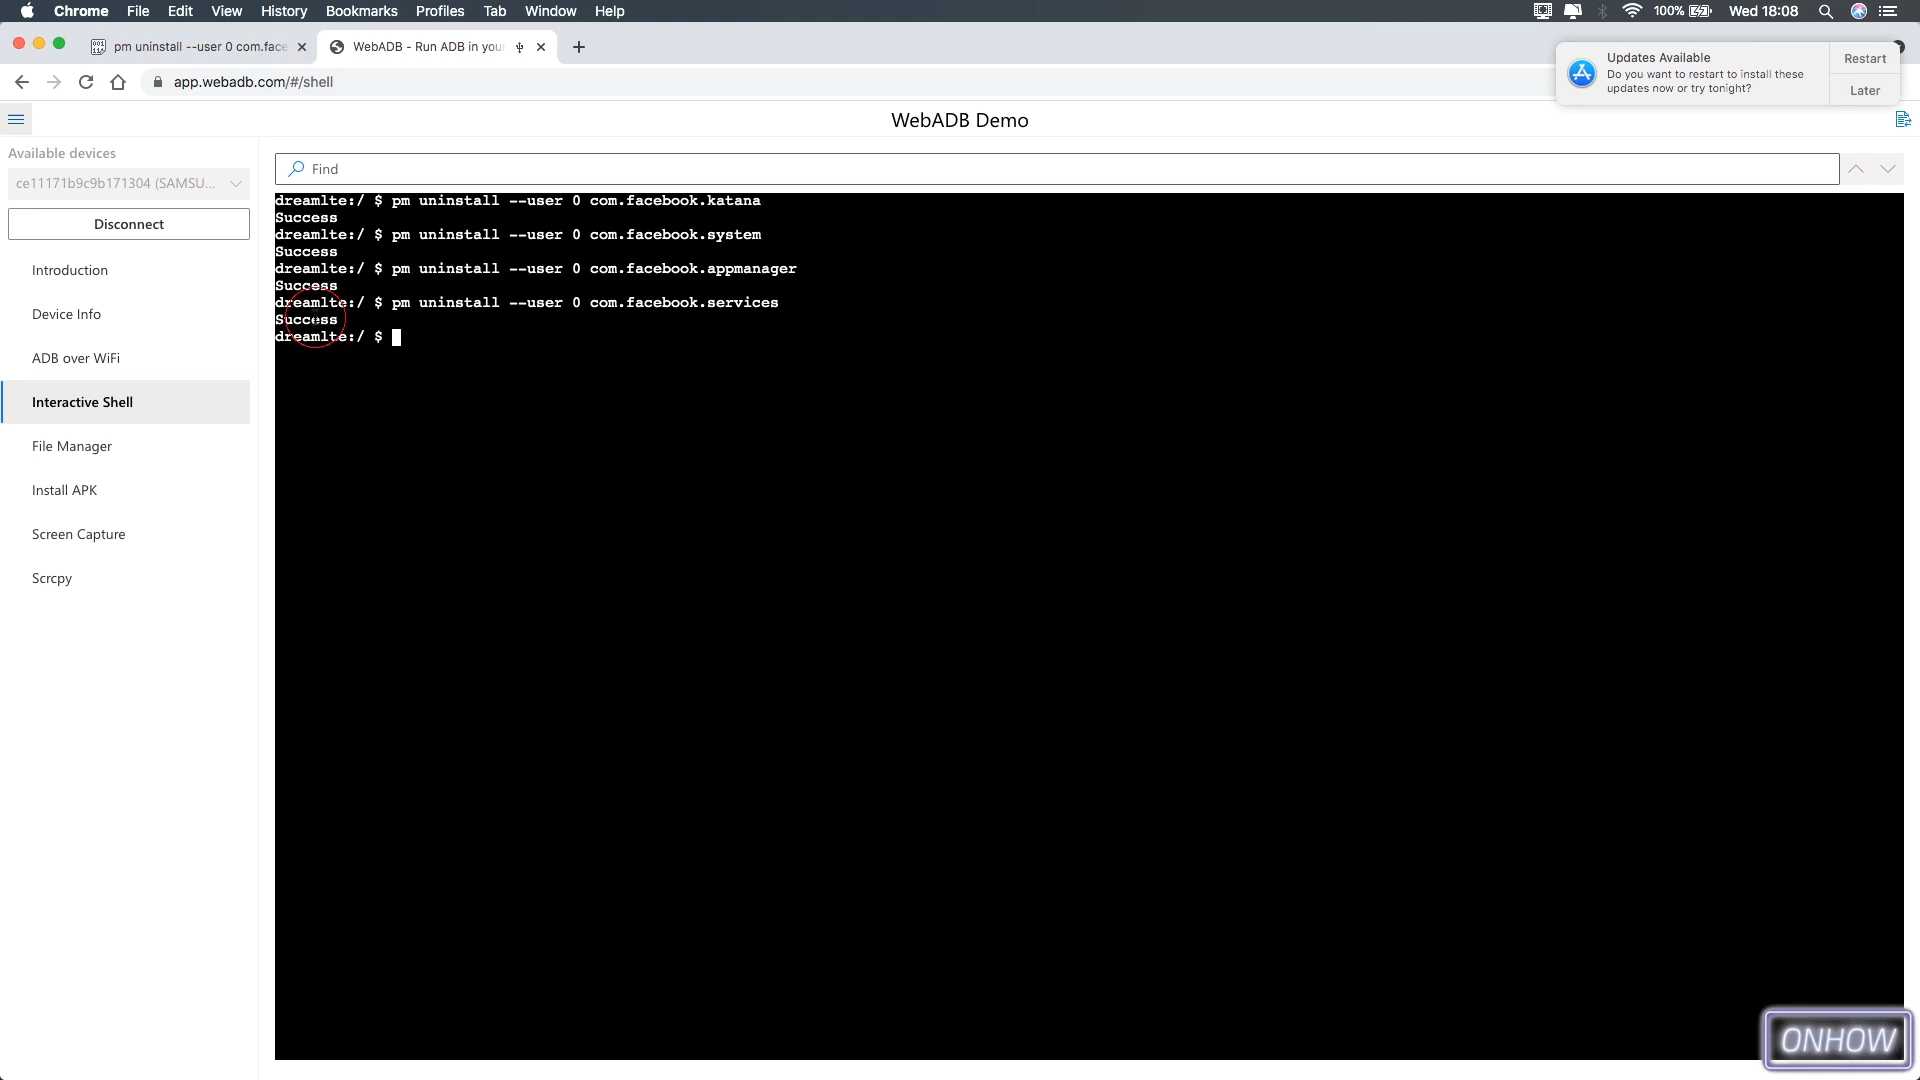 Chrome File Edit View History Bookmarks Profiles Tab Window Help 100% Wed 18:08
pm uninstall --user 0 com.face
WebADB - Run ADB in your
app.webadb.com/#/shell
Updates Available
Do you want to restart to install these
updates now or try tonight?
Restart
Later
WebADB Demo
Available devices
ce11171b9c9b171304 (SAMSU...
Disconnect
Introduction
Device Info
ADB over WiFi
Interactive Shell
File Manager
Install APK
Screen Capture
Scrcpy
Find
dreamlte:/ $ pm uninstall --user 0 com.facebook.katana
Success
dreamlte:/ $ pm uninstall --user 0 com.facebook.system
Success
dreamlte:/ $ pm uninstall --user 0 com.facebook.appmanager
Success
dreamlte:/ $ pm uninstall --user 0 com.facebook.services
Success
dreamlte:/ $
ONHOW